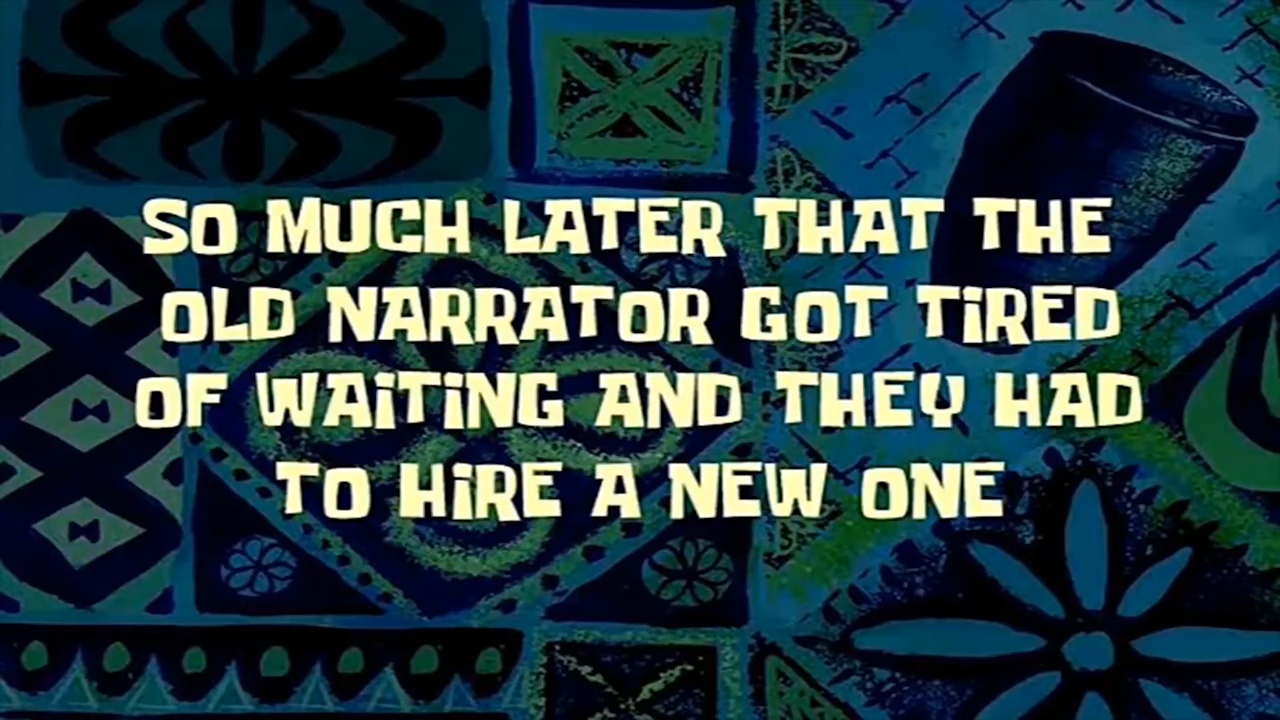 SO MUCH LATER THAT THE
OLD NARRATOR GOT TiRED
OF WAiTiNG AND THEY HAD
TO HiRE A NEW ONE